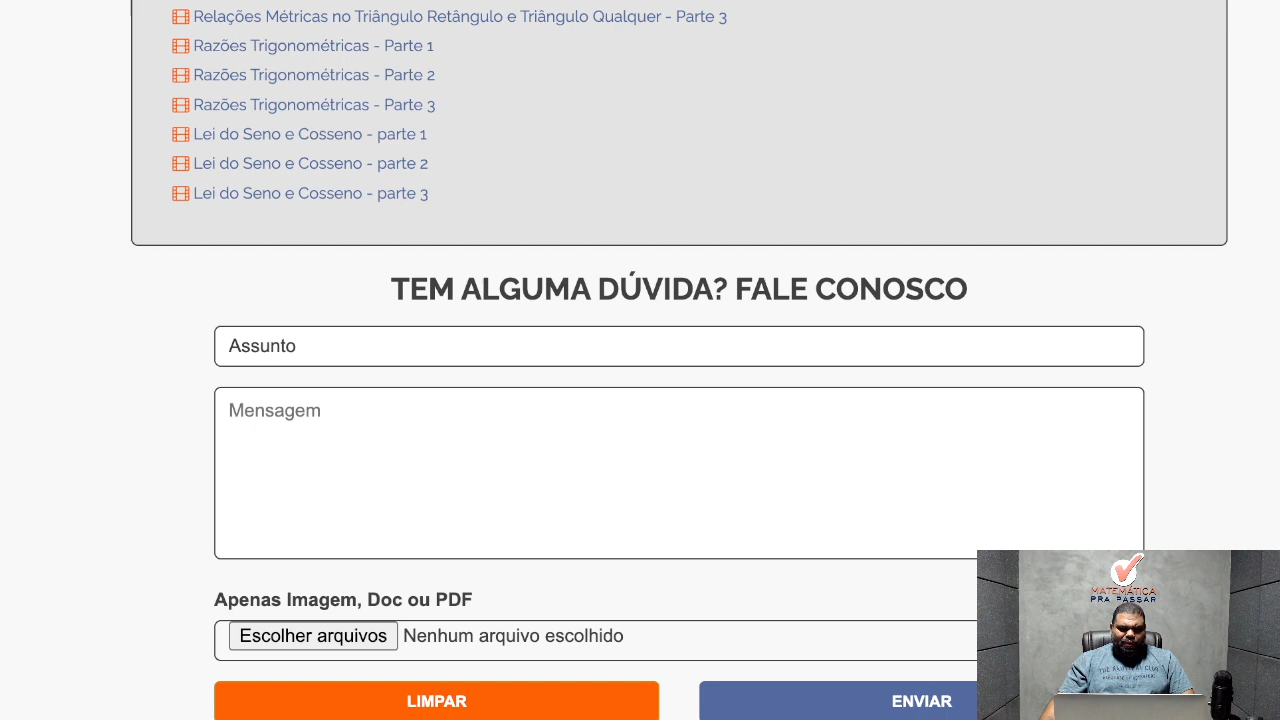 Relações Métricas no Triângulo Retângulo e Triângulo Qualquer - Parte 3
Razões Trigonométricas - Parte 1
Razões Trigonométricas - Parte 2
Razões Trigonométricas - Parte 3
Lei do Seno e Cosseno - parte 1
Lei do Seno e Cosseno - parte 2
Lei do Seno e Cosseno - parte 3
TEM ALGUMA DÚVIDA? FALE CONOSCO
Assunto
Mensagem
Apenas Imagem, Doc ou PDF
Escolher arquivos Nenhum arquivo escolhido
LIMPAR
ENVIAR
MATEMÁTICA
PRA PASSAR